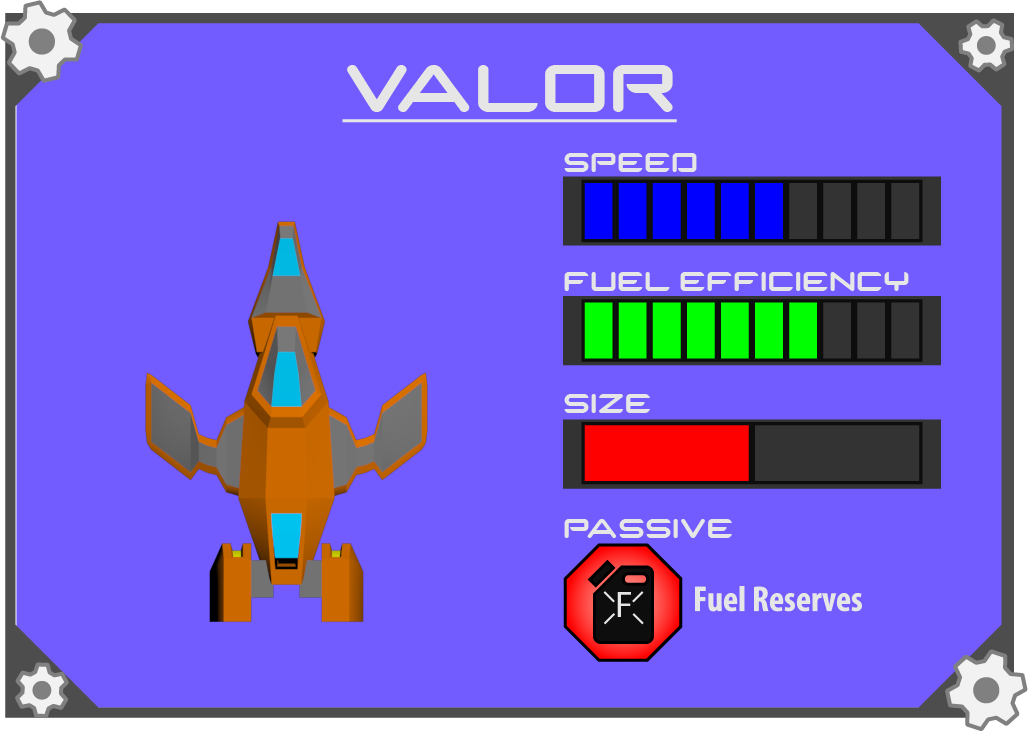 VALOR
SPEED
FUEL EFFICIENCY
SIZE
PASSIVE
F
Fuel Reserves